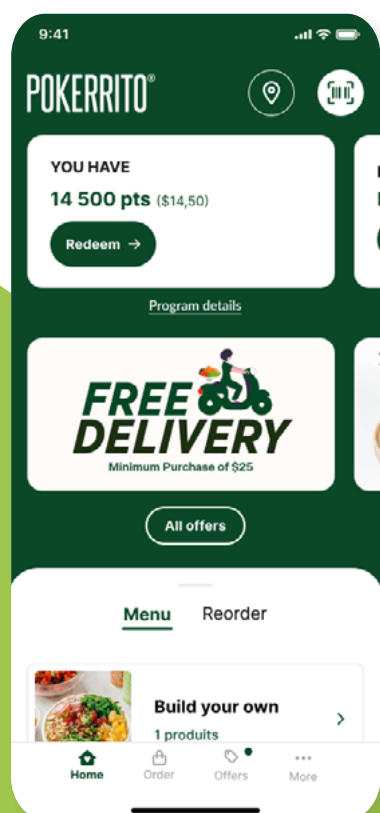 9:41
POKERRITO®
YOU HAVE
14 500 pts ($14,50)
Redeem →
Program details
FREE
DELIVERY
Minimum Purchase of $25
All offers
Menu Reorder
Build your own
1 produits
Home Order Offers More